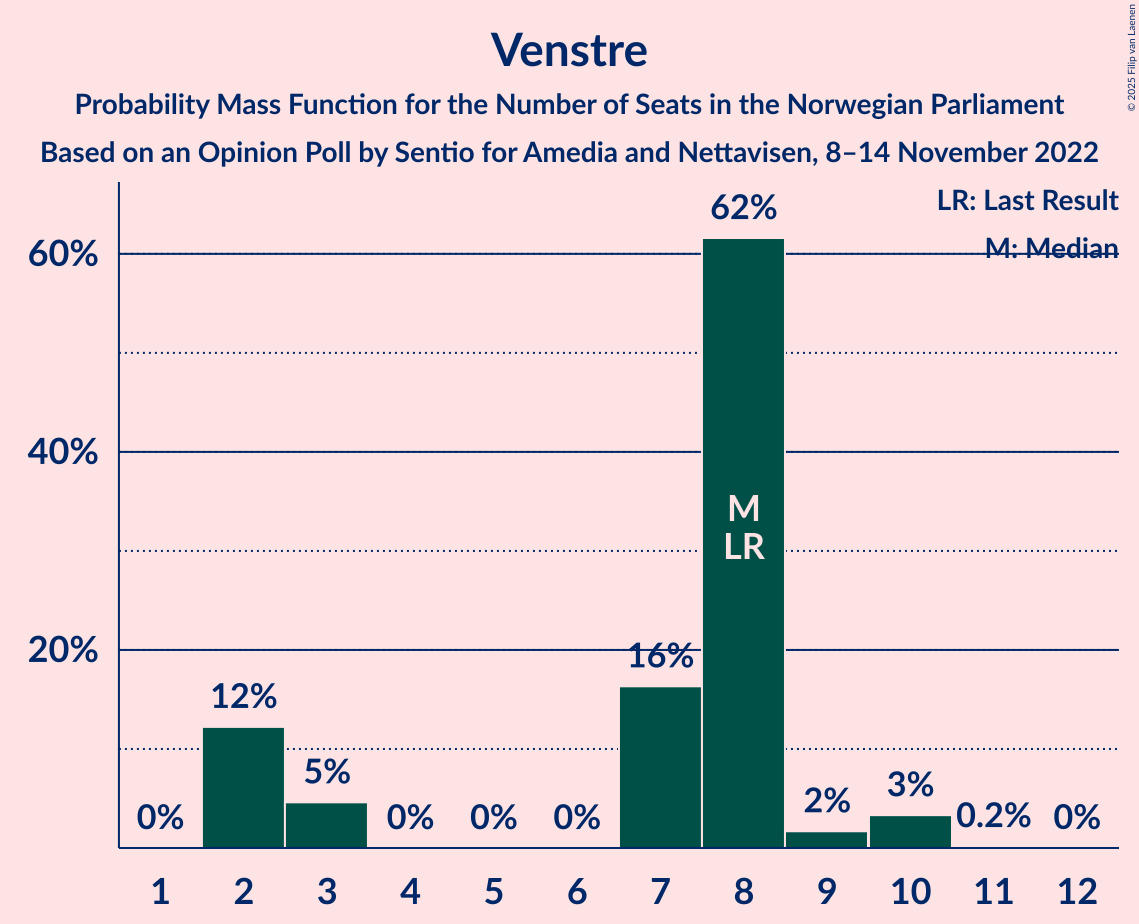 Venstre
Probability Mass Function for the Number of Seats in the Norwegian Parliament
Based on an Opinion Poll by Sentio for Amedia and Nettavisen, 8–14 November 2022
© 2025 Filip van Laenen
LR: Last Result
M: Median
60%
40%
20%
0%
12%
5%
0%
0%
0%
16%
62%
M
LR
2%
3%
0.2%
0%
1 2 3 4 5 6 7 8 9 10 11 12